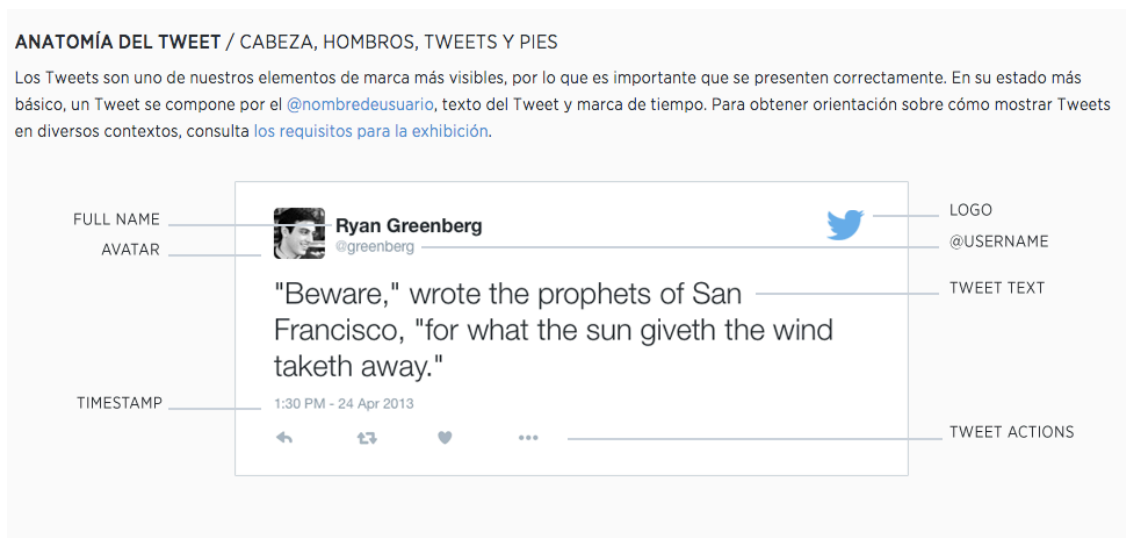 ANATOMÍA DEL TWEET / CABEZA, HOMBROS, TWEETS Y PIES
Los Tweets son uno de nuestros elementos de marca más visibles, por lo que es importante que se presenten correctamente. En su estado más
básico, un Tweet se compone por el @nombredeusuario, texto del Tweet y marca de tiempo. Para obtener orientación sobre cómo mostrar Tweets
en diversos contextos, consulta los requisitos para la exhibición.
FULL NAME
AVATAR
Ryan Greenberg
@greenberg
LOGO
@USERNAME
"Beware," wrote the prophets of San
Francisco, "for what the sun giveth the wind
taketh away."
TWEET TEXT
TIMESTAMP
1:30 PM - 24 Apr 2013
TWEET ACTIONS